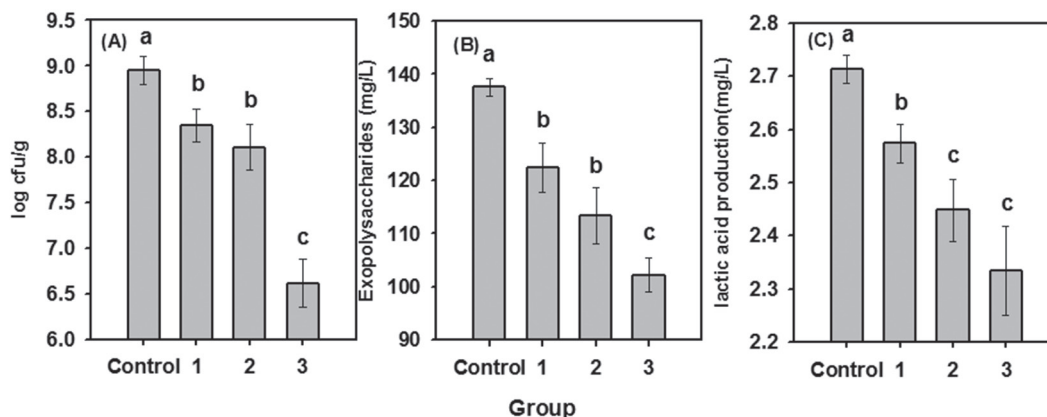 (A)
log cfu/g
9.5
9.0
8.5
8.0
7.5
7.0
6.5
6.0
a
b
b
c
Control 1 2 3
(B)
Exopolysaccharides (mg/L)
150
140
130
120
110
100
90
a
b
b
c
Control 1 2 3
(C)
lactic acid production(mg/L)
2.8
2.7
2.6
2.5
2.4
2.3
2.2
a
b
c
c
Control 1 2 3
Group